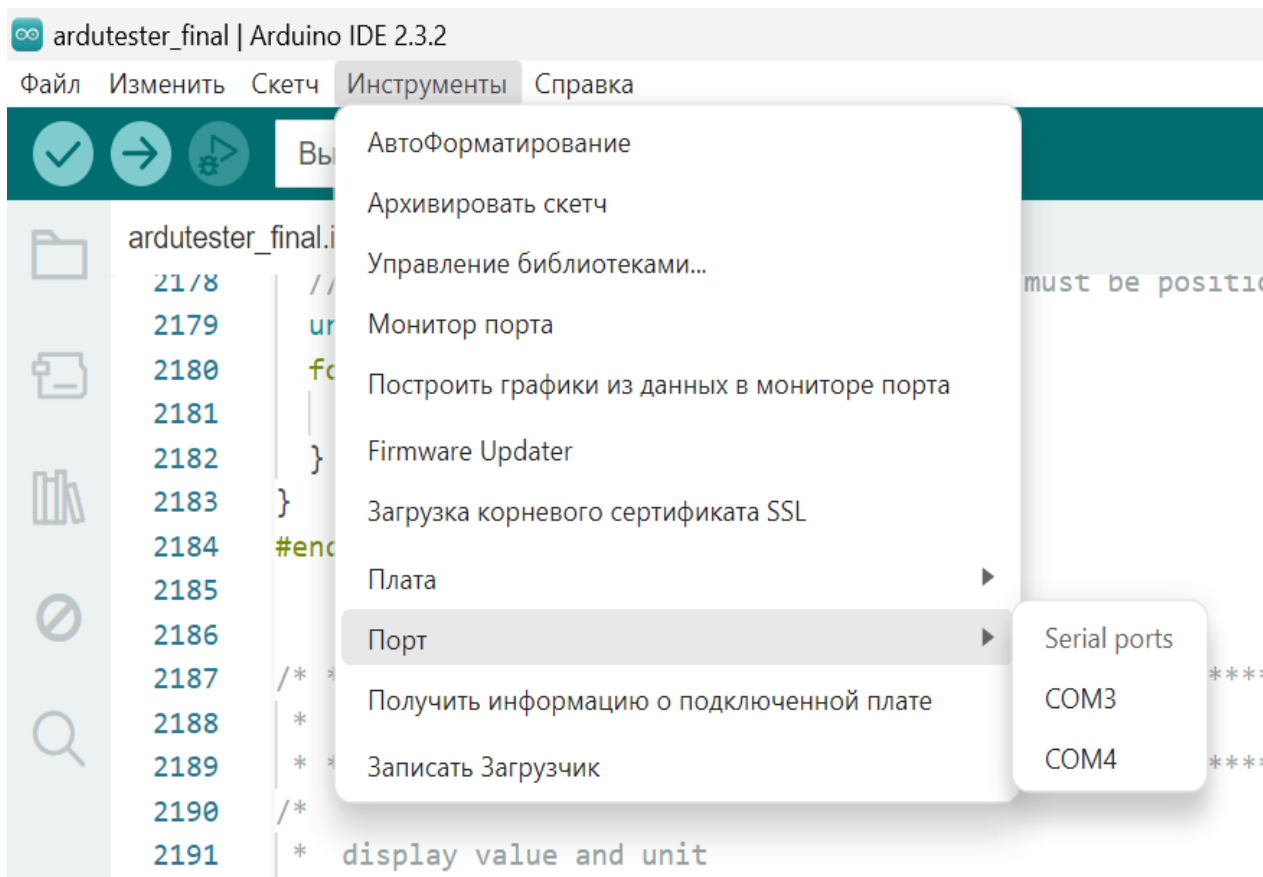 ardutester_final | Arduino IDE 2.3.2
Файл Изменить Скетч Инструменты Справка
АвтоФорматирование
Архивировать скетч
ardutester_final.i
Управление библиотеками...
2178 // must be positio
2179
Монитор порта
2180
Построить графики из данных в мониторе порта
2181
2182 }
Firmware Updater
2183 }
Загрузка корневого сертификата SSL
2184
2185
Плата
2186
Порт
Serial ports
2187 /* * ****
Получить информацию о подключенной плате
COM3
2188 *
2189 * * ****
Записать Загрузчик
COM4
2190 /*
2191 * display value and unit